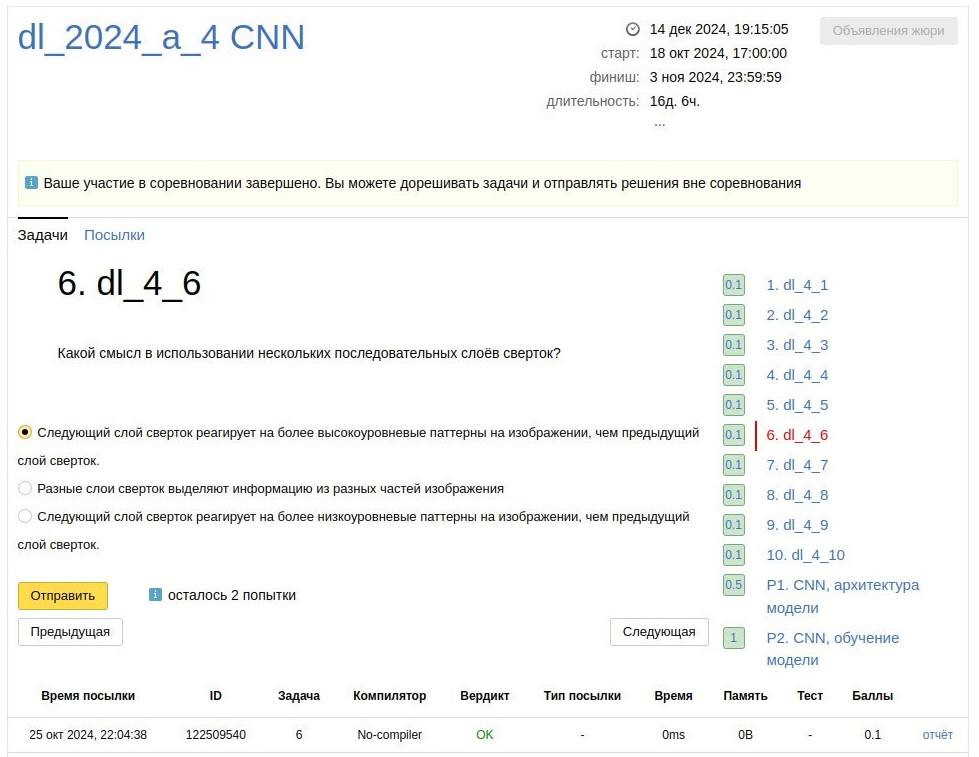 dl_2024_a_4 CNN
14 дек 2024, 19:15:05
Объявления жюри
старт: 18 окт 2024, 17:00:00
финиш: 3 ноя 2024, 23:59:59
длительность: 16д. 6ч.
...
Ваше участие в соревновании завершено. Вы можете дорешивать задачи и отправлять решения вне соревнования
Задачи Посылки
6. dl_4_6
Какой смысл в использовании нескольких последовательных слоёв сверток?
Следующий слой сверток реагирует на более высокоуровневые паттерны на изображении, чем предыдущий
слой сверток.
Разные слои сверток выделяют информацию из разных частей изображения
Следующий слой сверток реагирует на более низкоуровневые паттерны на изображении, чем предыдущий
слой сверток.
Отправить осталось 2 попытки
Предыдущая Следующая
0.1 1. dl_4_1
0.1 2. dl_4_2
0.1 3. dl_4_3
0.1 4. dl_4_4
0.1 5. dl_4_5
0.1 6. dl_4_6
0.1 7. dl_4_7
0.1 8. dl_4_8
0.1 9. dl_4_9
0.1 10. dl_4_10
0.5 P1. CNN, архитектура
модели
1 P2. CNN, обучение
модели
Время посылки ID Задача Компилятор Вердикт Тип посылки Время Память Тест Баллы
25 окт 2024, 22:04:38 122509540 6 No-compiler OK - 0ms 0B - 0.1 отчёт